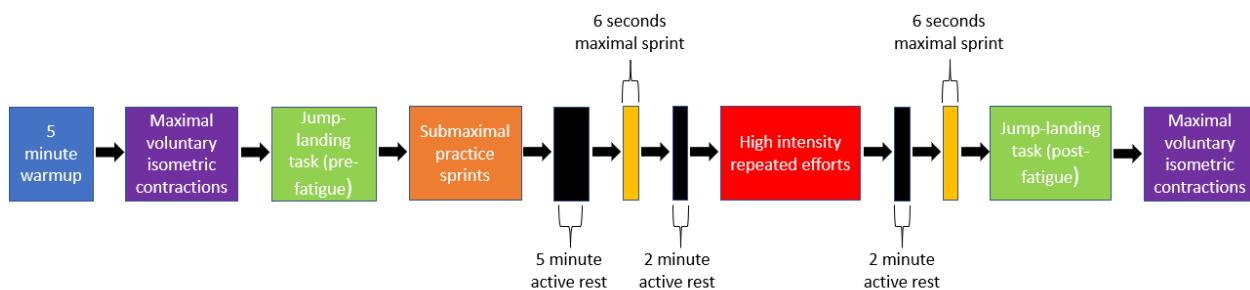 6 seconds
maximal sprint
6 seconds
maximal sprint
5
minute
warmup
Maximal
voluntary
isometric
contractions
Jump-
landing
task (pre-
fatigue)
Submaximal
practice
sprints
High intensity
repeated efforts
Jump-landing
task (post-
fatigue)
Maximal
voluntary
isometric
contractions
5 minute
active rest
2 minute
active rest
2 minute
active rest